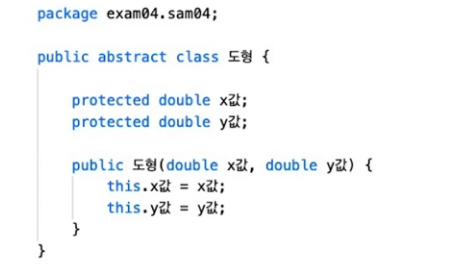 package exam04.sam04;
public abstract class 도형 {
protected double x값;
protected double y값;
public 도형(double x값, double y값) {
this.x값 = x값;
this.y값 = y값;
}
}